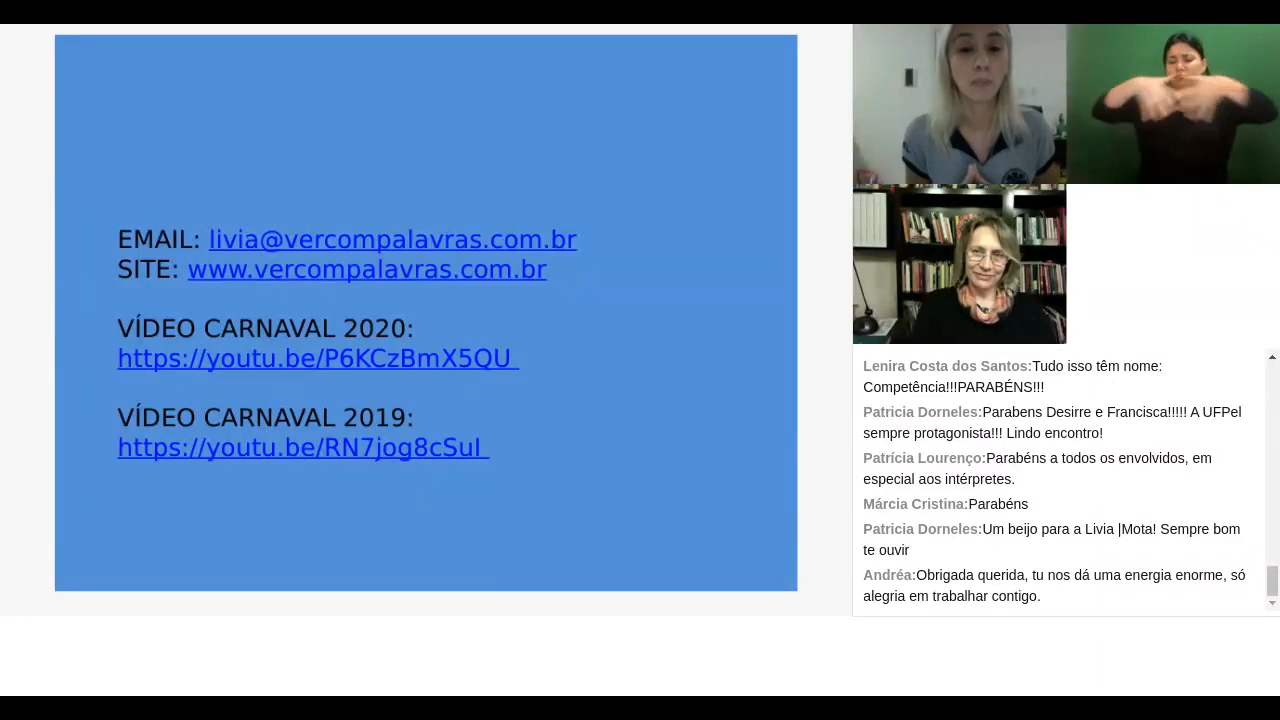 EMAIL: livia@vercompalavras.com.br
SITE: www.vercompalavras.com.br
VÍDEO CARNAVAL 2020:
https://youtu.be/P6KCzBmX5QU
VÍDEO CARNAVAL 2019:
https://youtu.be/RN7jog8cSuI
Lenira Costa dos Santos:Tudo isso têm nome:
Competência!!!PARABÉNS!!!
Patricia Dorneles:Parabens Desirre e Francisca!!!!! A UFPel
sempre protagonista!!! Lindo encontro!
Patrícia Lourenço:Parabéns a todos os envolvidos, em
especial aos intérpretes.
Márcia Cristina:Parabéns
Patricia Dorneles:Um beijo para a Livia |Mota! Sempre bom
te ouvir
Andréa:Obrigada querida, tu nos dá uma energia enorme, só
alegria em trabalhar contigo.